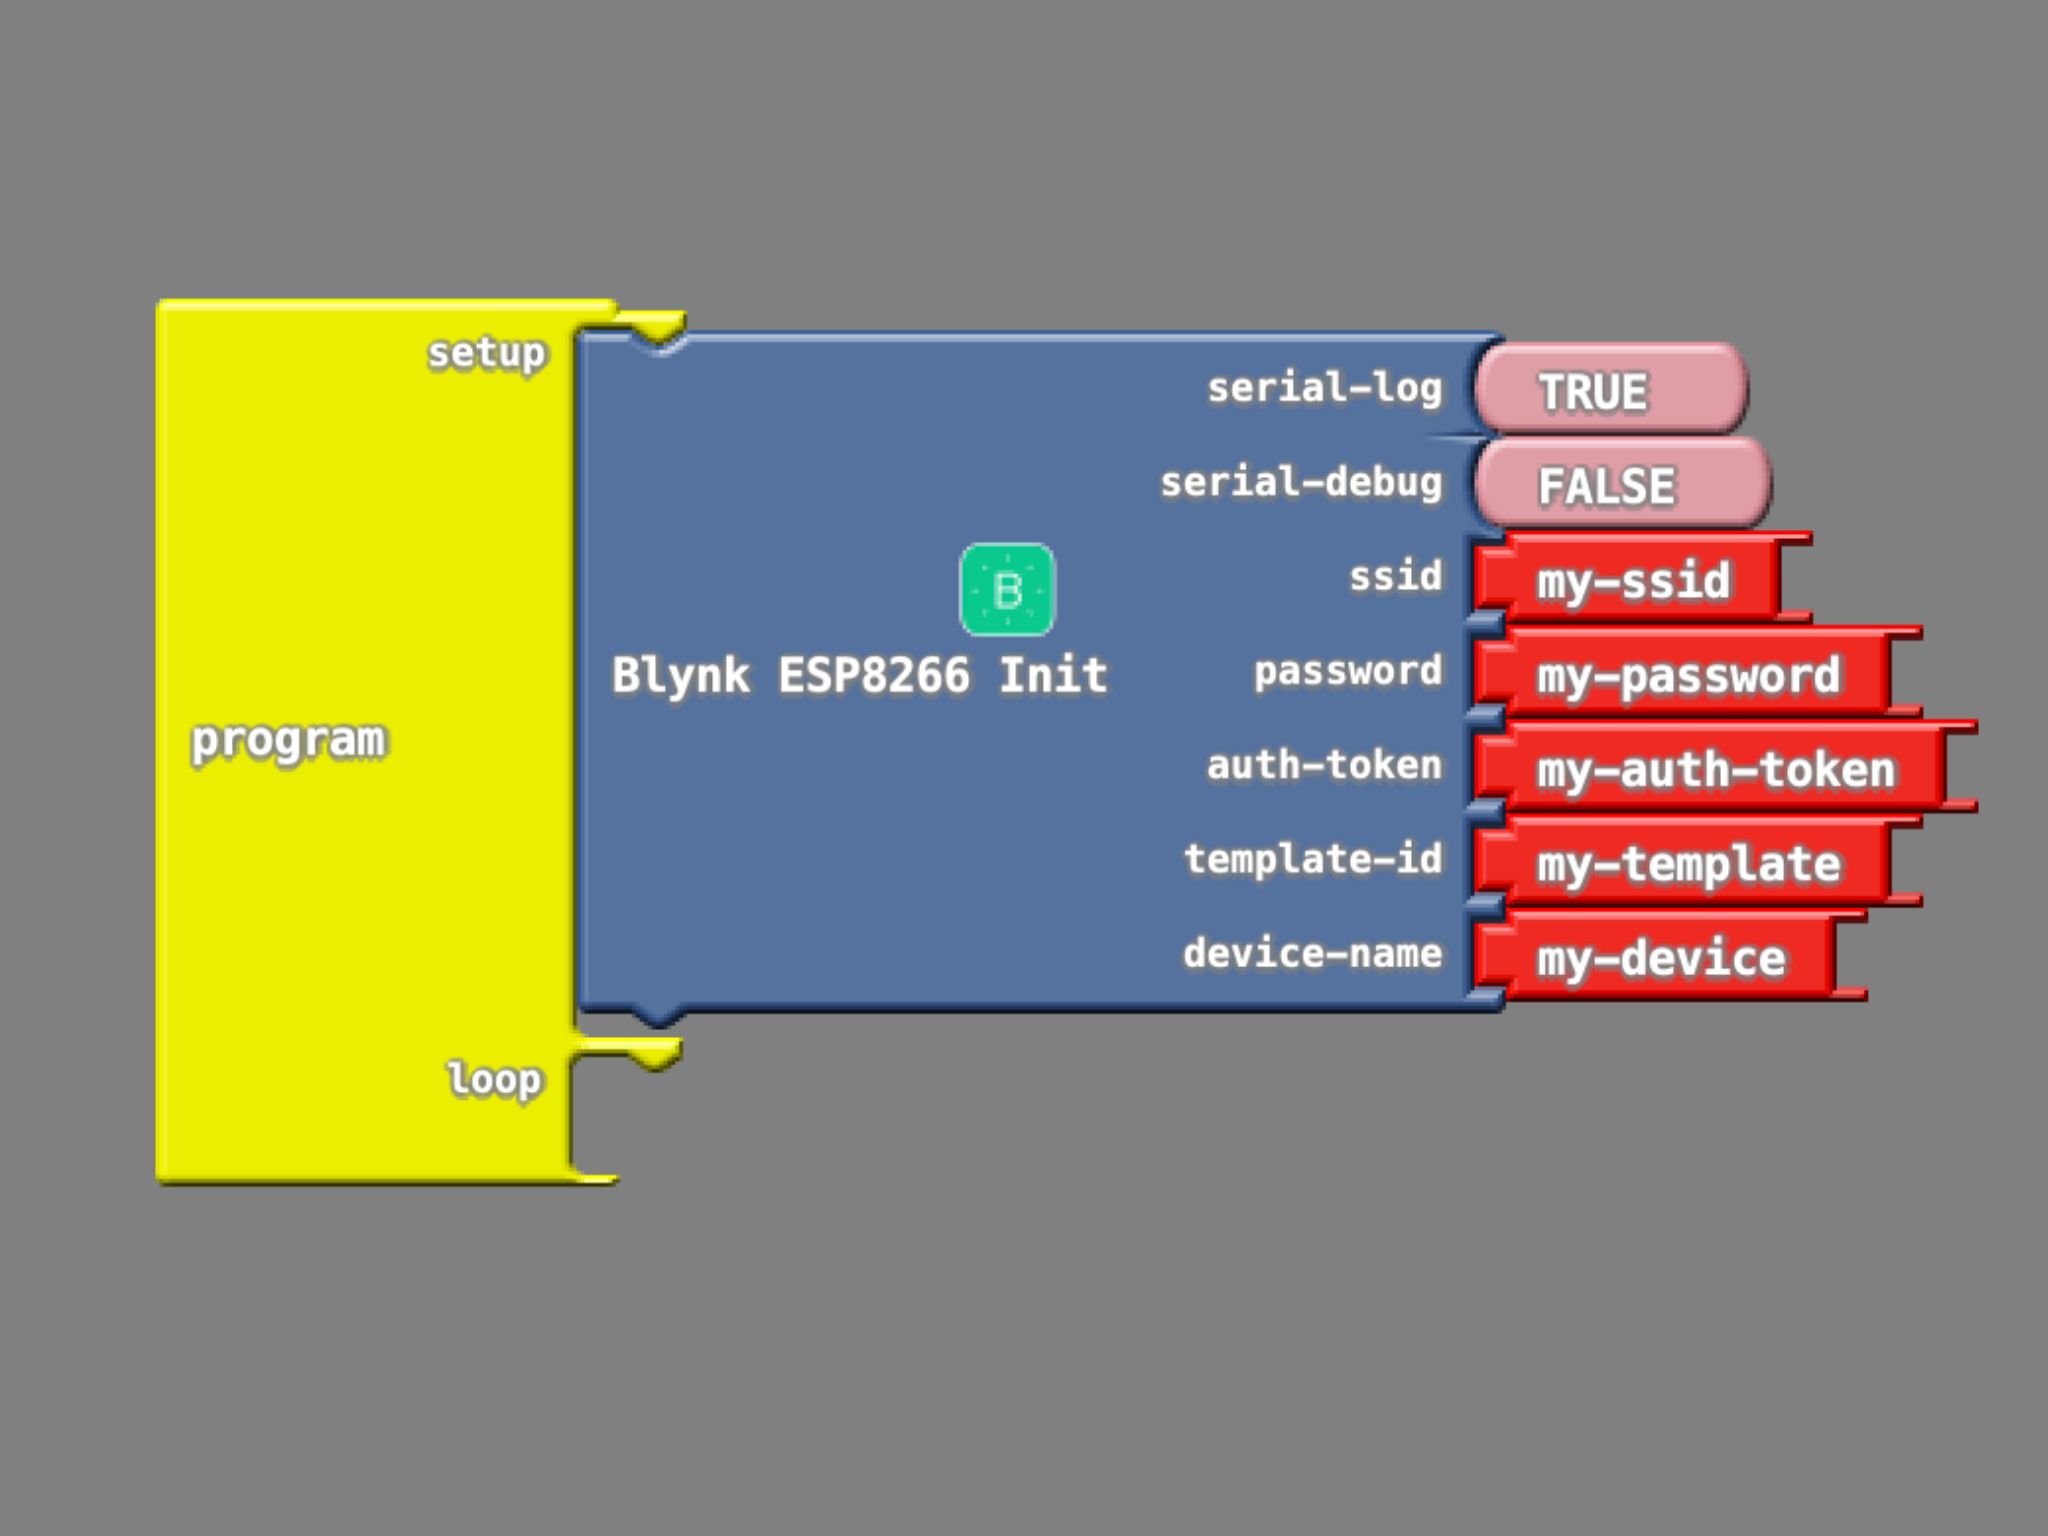 setup
serial-log TRUE
serial-debug FALSE
B
ssid my-ssid
Blynk ESP8266 Init
password my-password
program
auth-token my-auth-token
template-id my-template
device-name my-device
loop